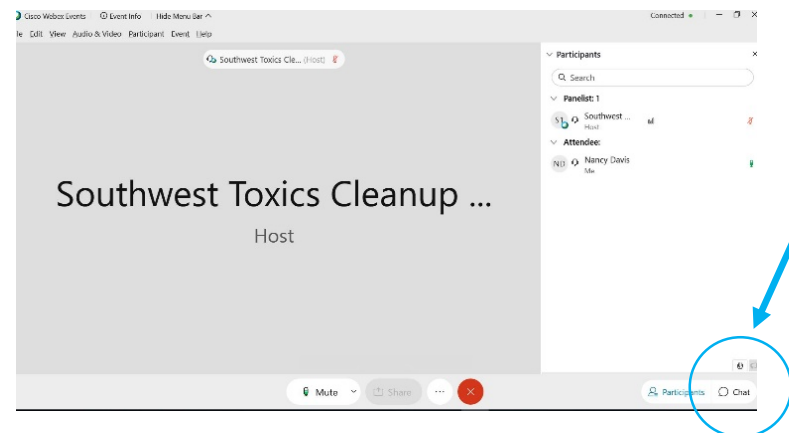 Cisco Webex Events Event Info Hide Menu Bar Connected
le Edit View Audio & Video Participant Event Help
Southwest Toxics Cle... (Host)
Participants
Search
Panelist: 1
Southwest ...
Host
Attendee:
ND Nancy Davis
Me
Southwest Toxics Cleanup ...
Host
Mute Share ... Participants Chat